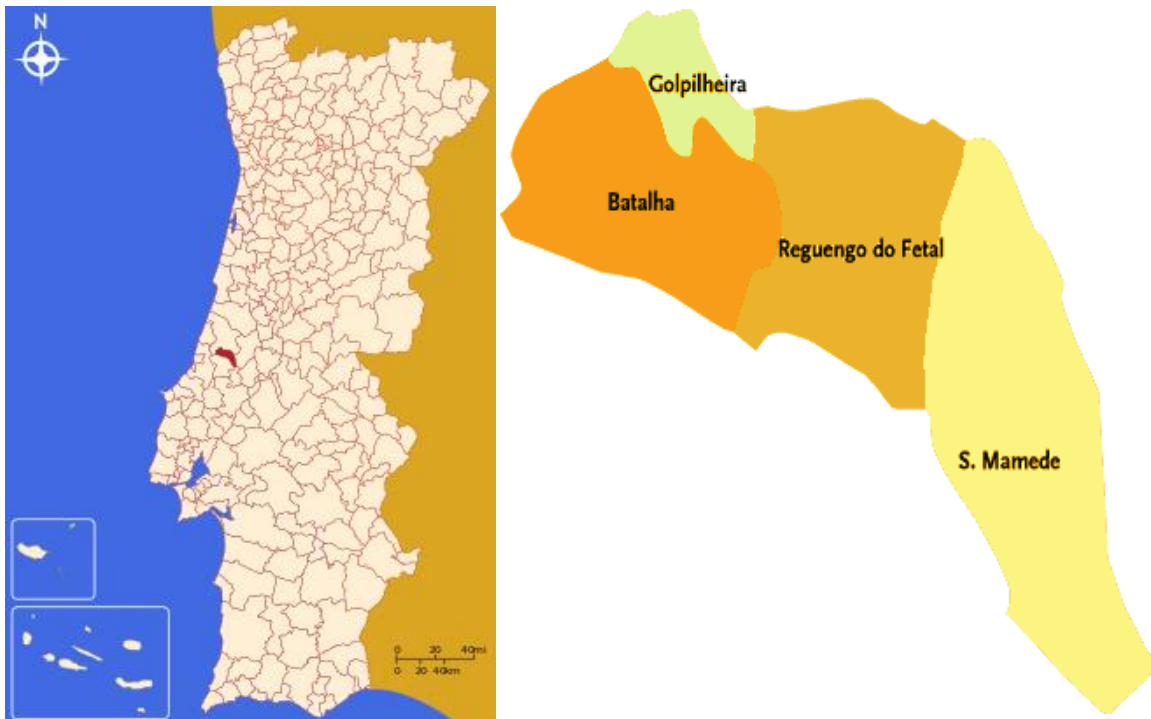 N
0 20 40mi
0 20 40km
Golpilheira
Batalha
Reguengo do Fetal
S. Mamede